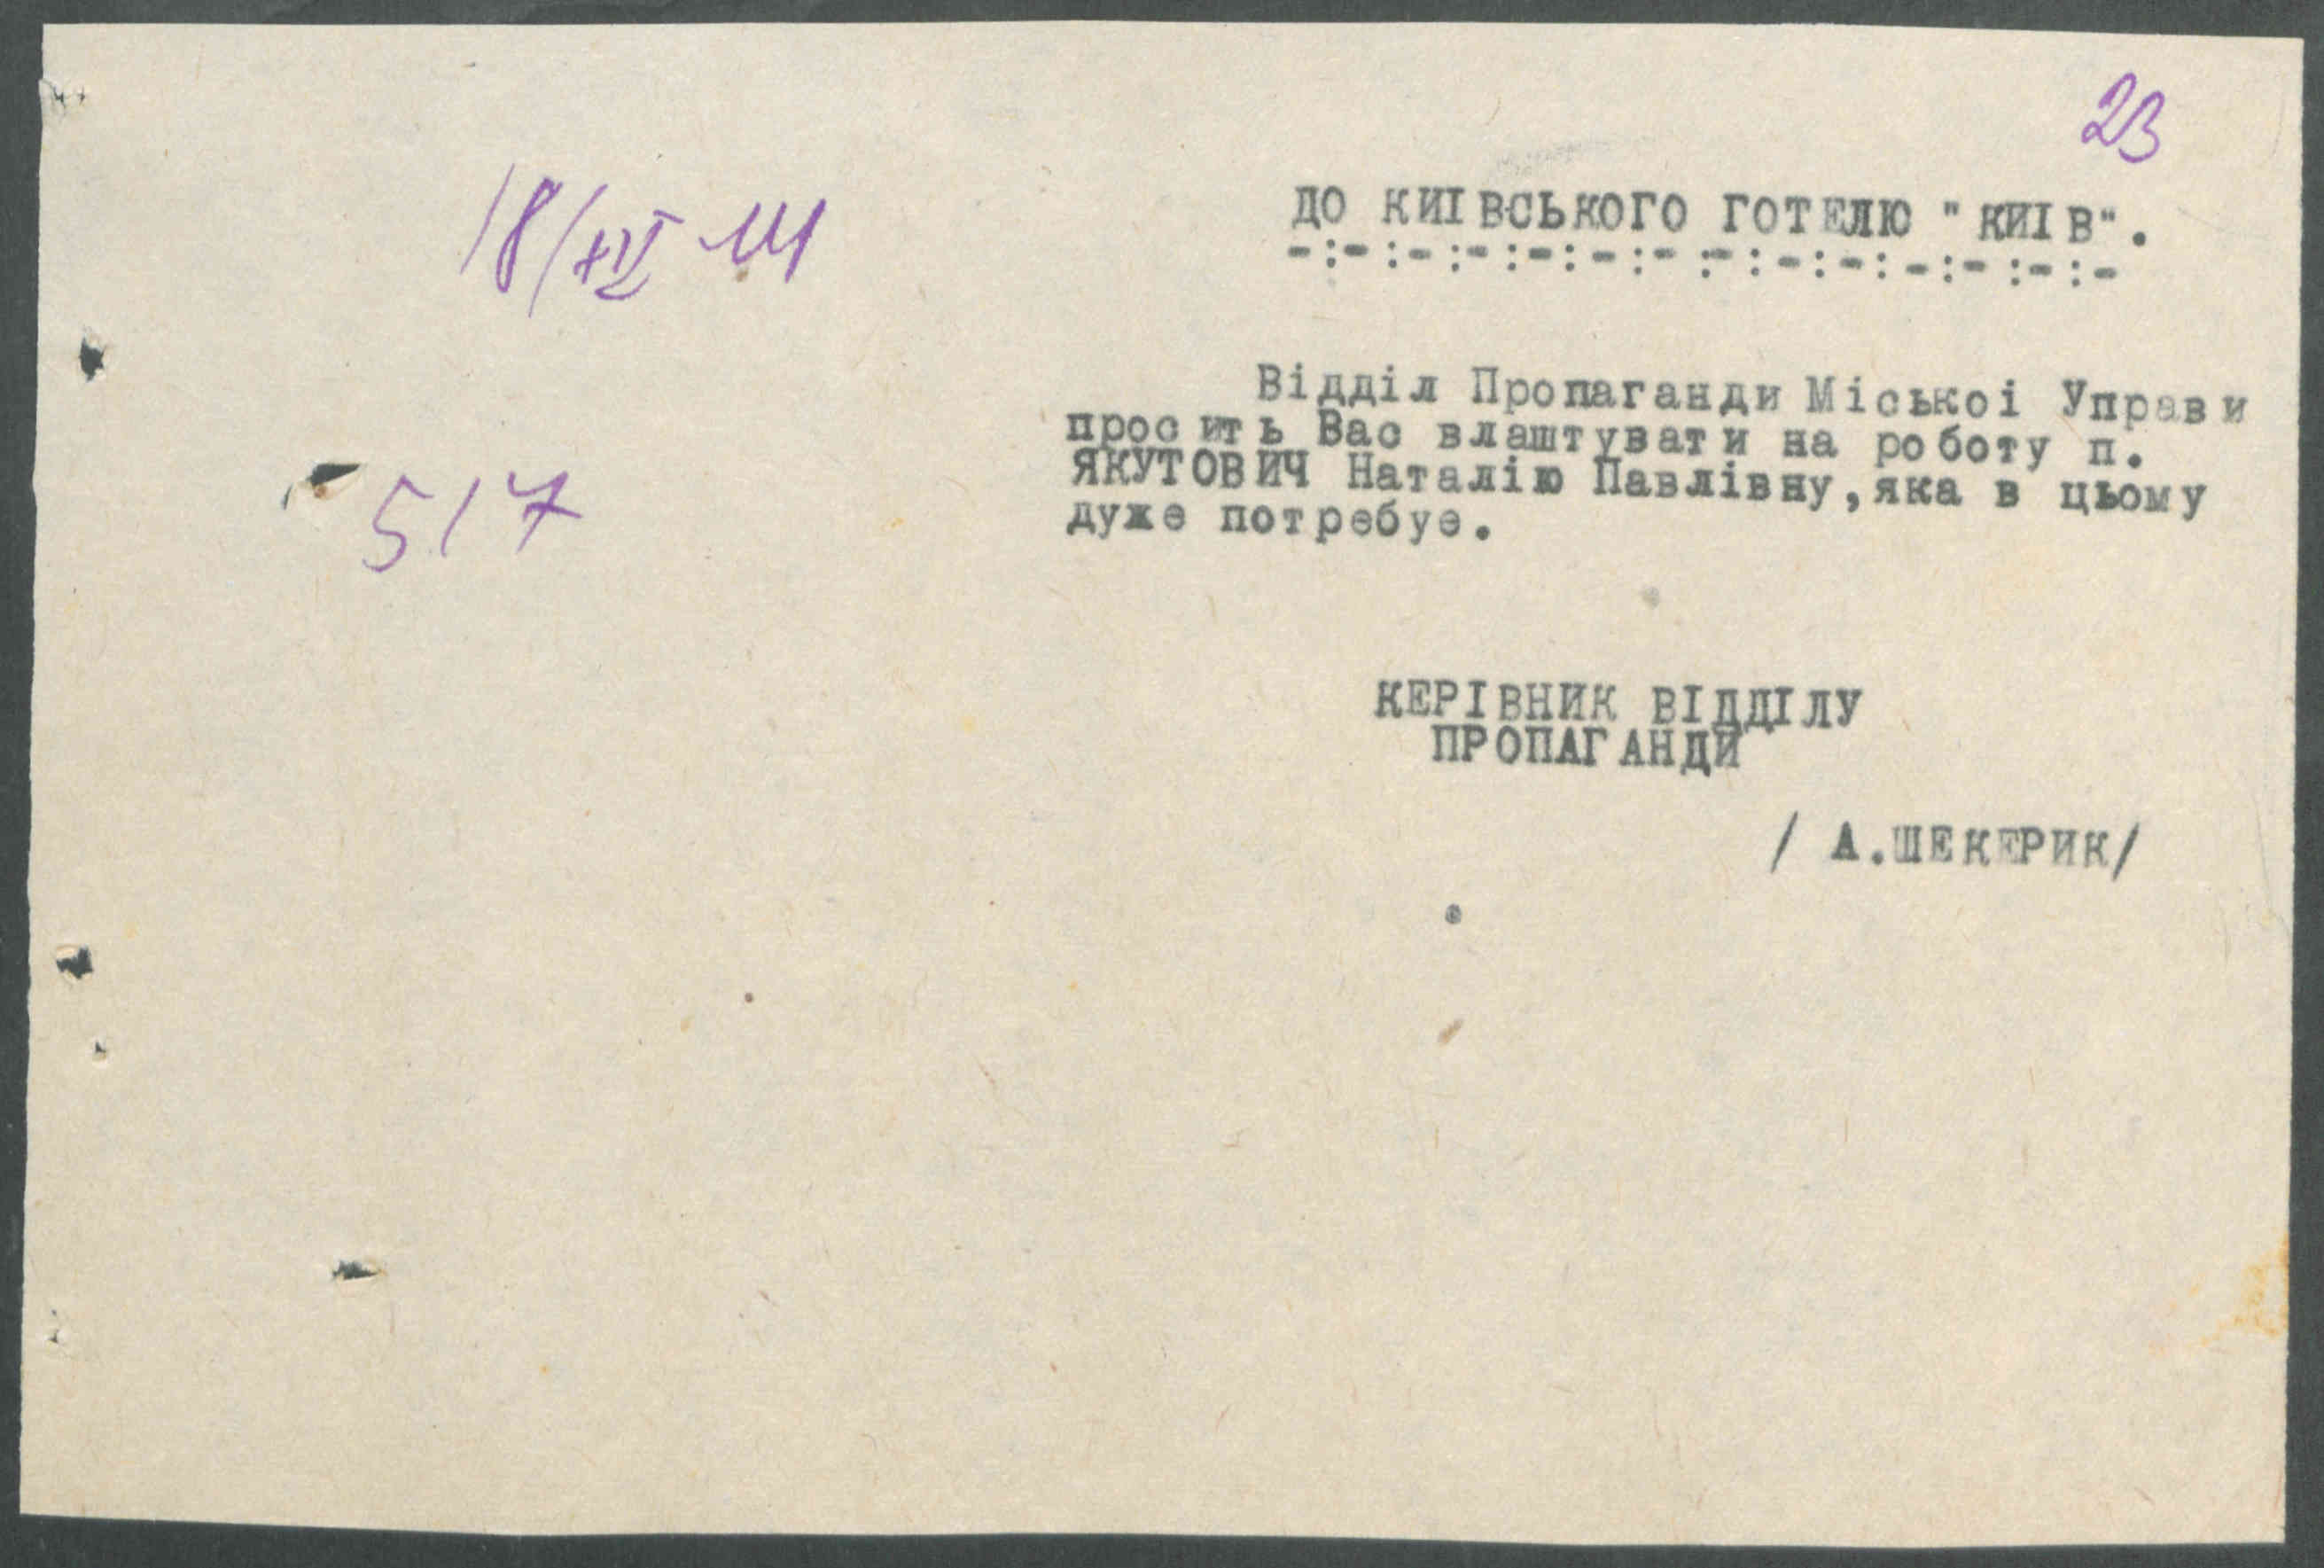 23
18/XII 41
ДО КИІВСЬКОГО ГОТЕЛЮ "КИІВ".
-:-:-:-:-:-:-:-:-:-:-:-:-:-
517
Відділ Пропаганди Міської Управи
просить Вас влаштувати на роботу п.
ЯКУТОВИЧ Наталію Павлівну,яка в цьому
дуже потребує.
КЕРІВНИК ВІДДІЛУ
ПРОПАГАНДИ
/ А.ШЕКЕРИК/